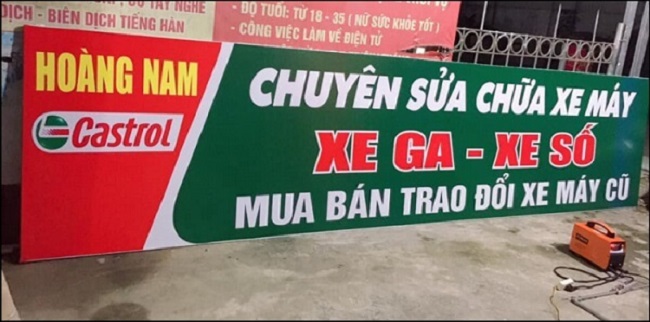 DỊCH - BIÊN DỊCH TIẾNG HÀN
- ĐỘ TUỔI: TỪ 18 - 35 ( NỮ SỨC KHỎE TỐT )
- CÔNG VIỆC LÀM VỀ ĐIỆN TỬ
HOÀNG NAM
Castrol
CHUYÊN SỬA CHỮA XE MÁY
XE GA - XE SỐ
MUA BÁN TRAO ĐỔI XE MÁY CŨ